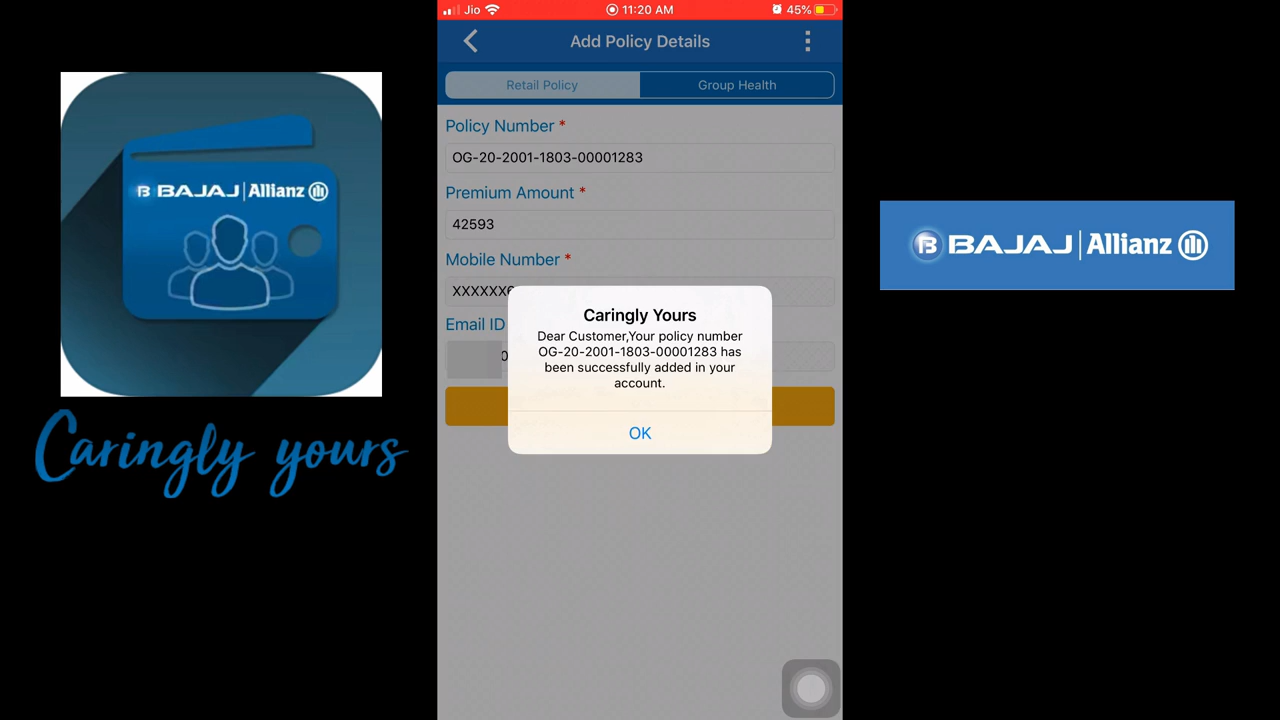 BAJAJ | Allianz
Caringly yours
Jio
11:20 AM
45%
Add Policy Details
Retail Policy
Group Health
Policy Number *
OG-20-2001-1803-00001283
Premium Amount *
42593
Mobile Number *
XXXXXX
Email ID
Caringly Yours
Dear Customer,Your policy number
OG-20-2001-1803-00001283 has
been successfully added in your
account.
OK
B BAJAJ | Allianz